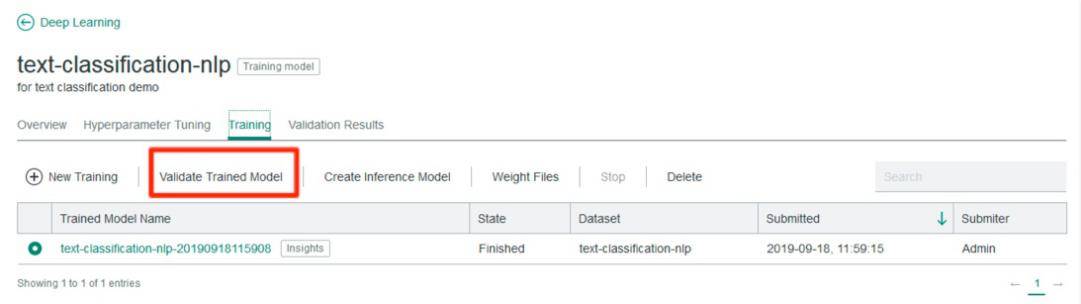 Deep Learning
text-classification-nlp Training model
for text classification demo
Overview Hyperparameter Tuning Training Validation Results
New Training Validate Trained Model Create Inference Model Weight Files Stop Delete Search
Trained Model Name State Dataset Submitted ↓ Submiter
text-classification-nlp-20190918115908 Insights Finished text-classification-nlp 2019-09-18, 11:59:15 Admin
Showing 1 to 1 of 1 entries ← 1 →